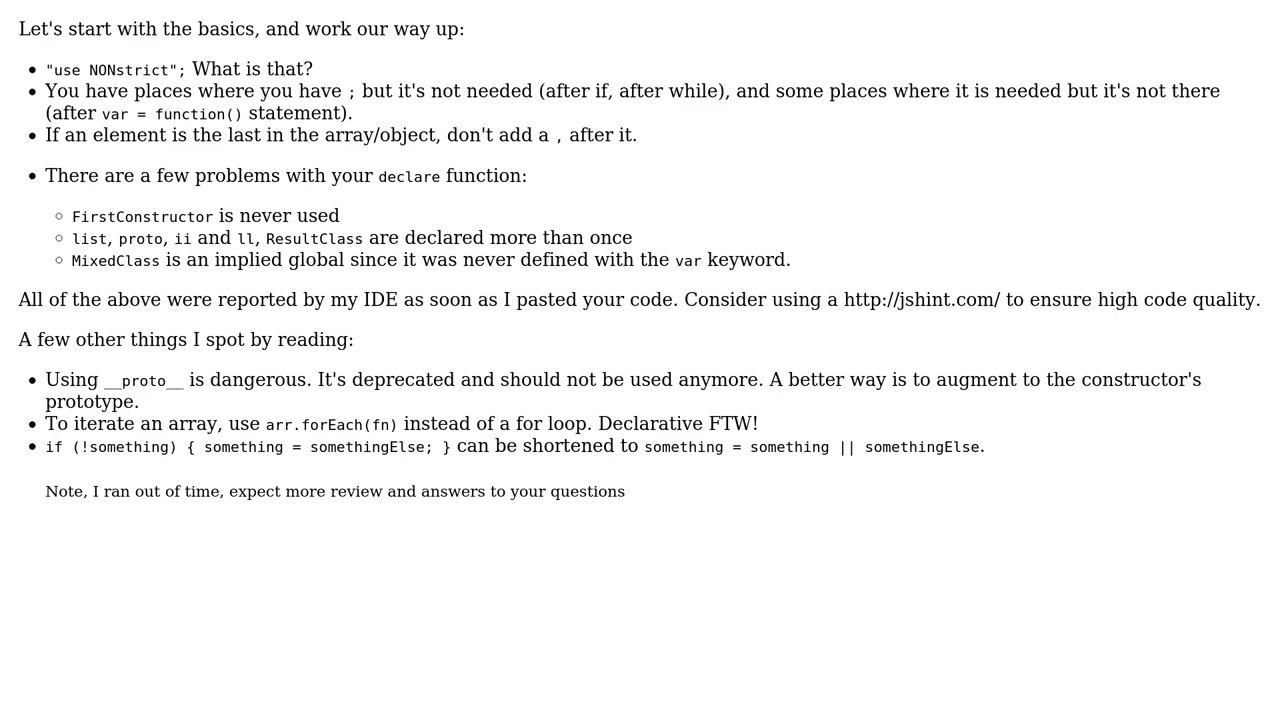 Let's start with the basics, and work our way up:
"use NONstrict"; What is that?
You have places where you have ; but it's not needed (after if, after while), and some places where it is needed but it's not there
(after var = function() statement).
If an element is the last in the array/object, don't add a , after it.
There are a few problems with your declare function:
FirstConstructor is never used
list, proto, ii and ll, ResultClass are declared more than once
MixedClass is an implied global since it was never defined with the var keyword.
All of the above were reported by my IDE as soon as I pasted your code. Consider using a http://jshint.com/ to ensure high code quality.
A few other things I spot by reading:
Using __proto__ is dangerous. It's deprecated and should not be used anymore. A better way is to augment to the constructor's
prototype.
To iterate an array, use arr.forEach(fn) instead of a for loop. Declarative FTW!
if (!something) { something = somethingElse; } can be shortened to something = something || somethingElse.
Note, I ran out of time, expect more review and answers to your questions